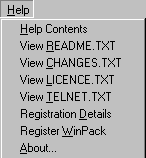 Help
Help Contents
View README.TXT
View CHANGES.TXT
View LICENCE.TXT
View TELNET.TXT
Registration Details
Register WinPack
About...